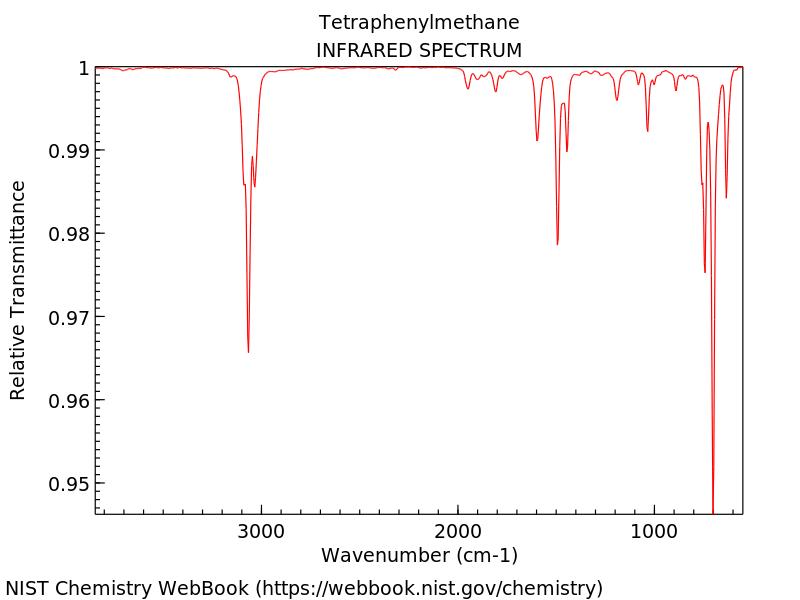 Tetraphenylmethane
INFRARED SPECTRUM
1
0.99
0.98
0.97
0.96
0.95
Relative Transmittance
3000 2000 1000
Wavenumber (cm-1)
NIST Chemistry WebBook (https://webbook.nist.gov/chemistry)